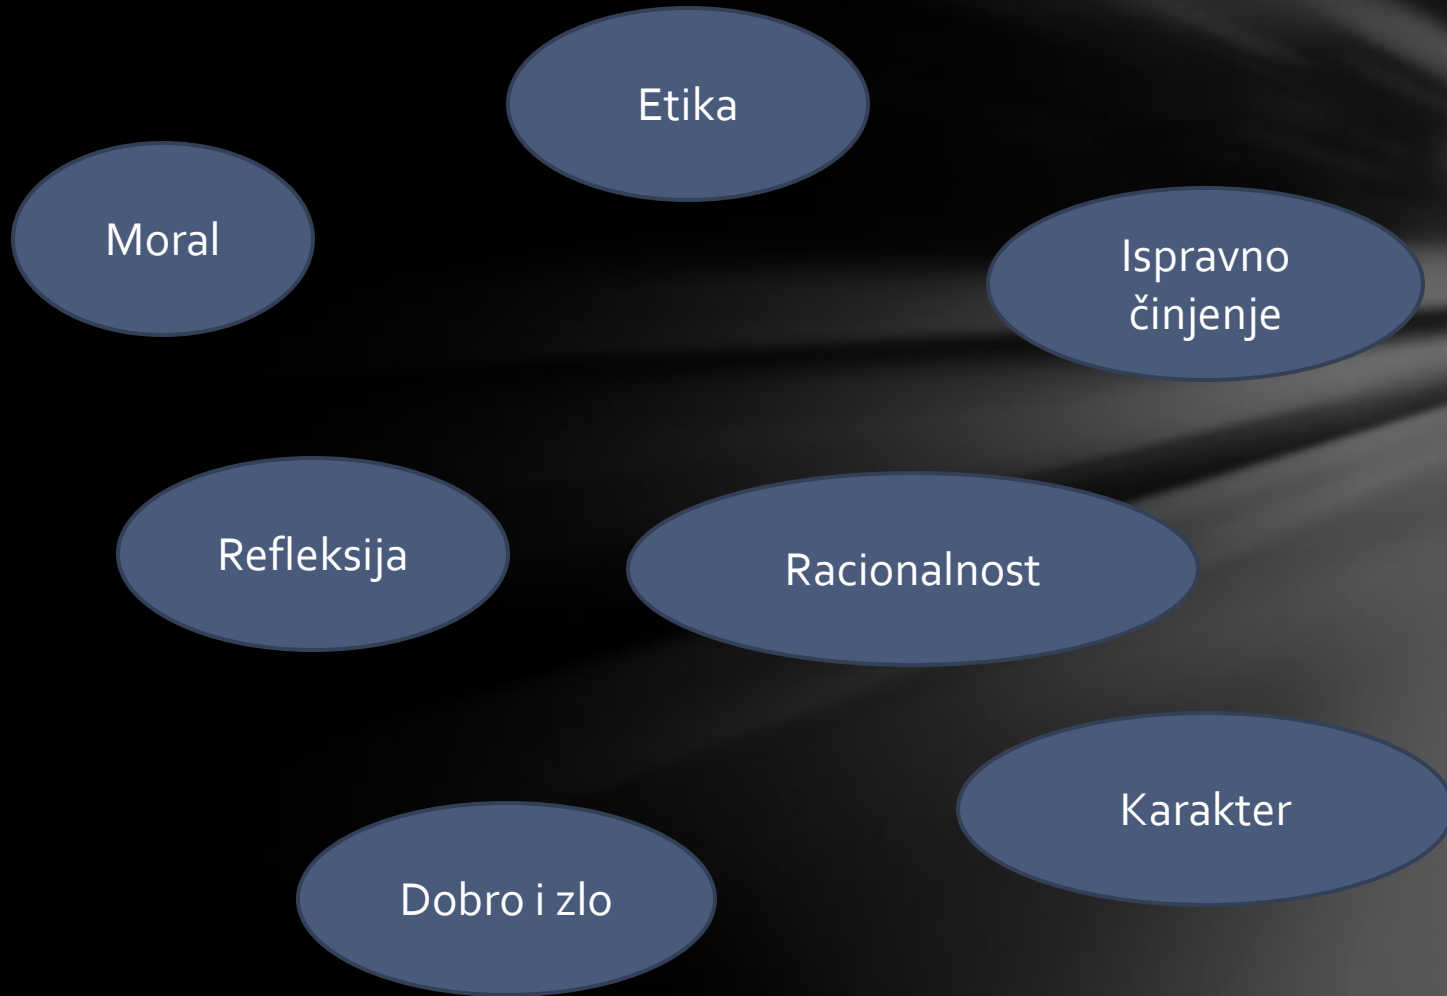 Etika
Moral
Ispravno
činjenje
Refleksija
Racionalnost
Karakter
Dobro i zlo